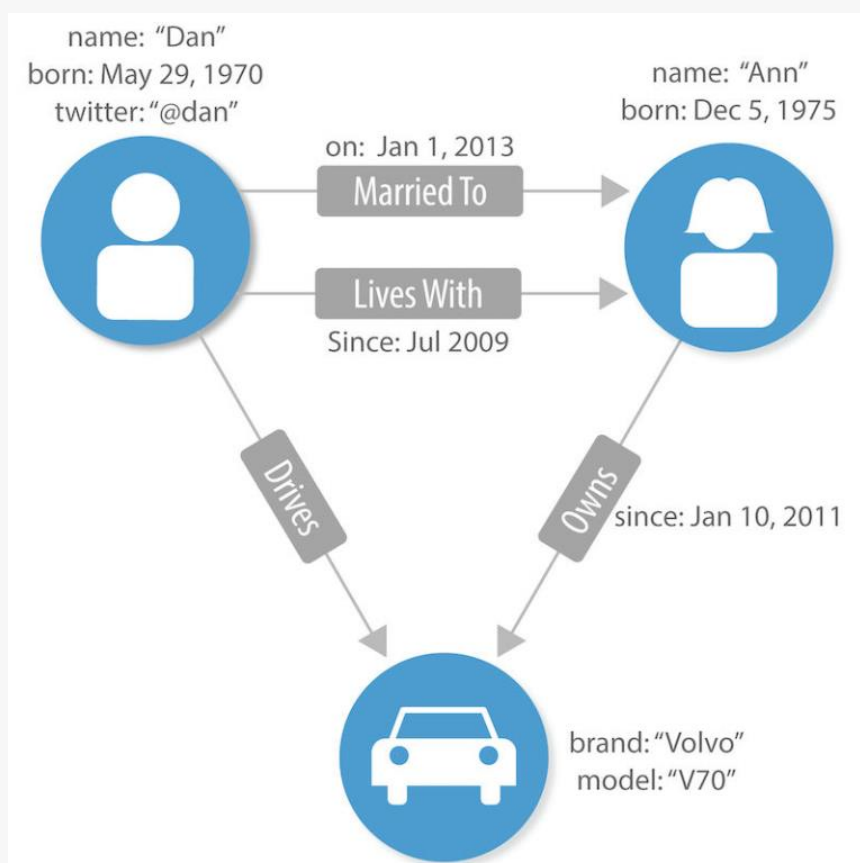 name: “Dan”
born: May 29, 1970
twitter: “@dan”
name: “Ann”
born: Dec 5, 1975
on: Jan 1, 2013
Married To
Lives With
Since: Jul 2009
Drives
Owns
since: Jan 10, 2011
brand: “Volvo”
model: “V70”